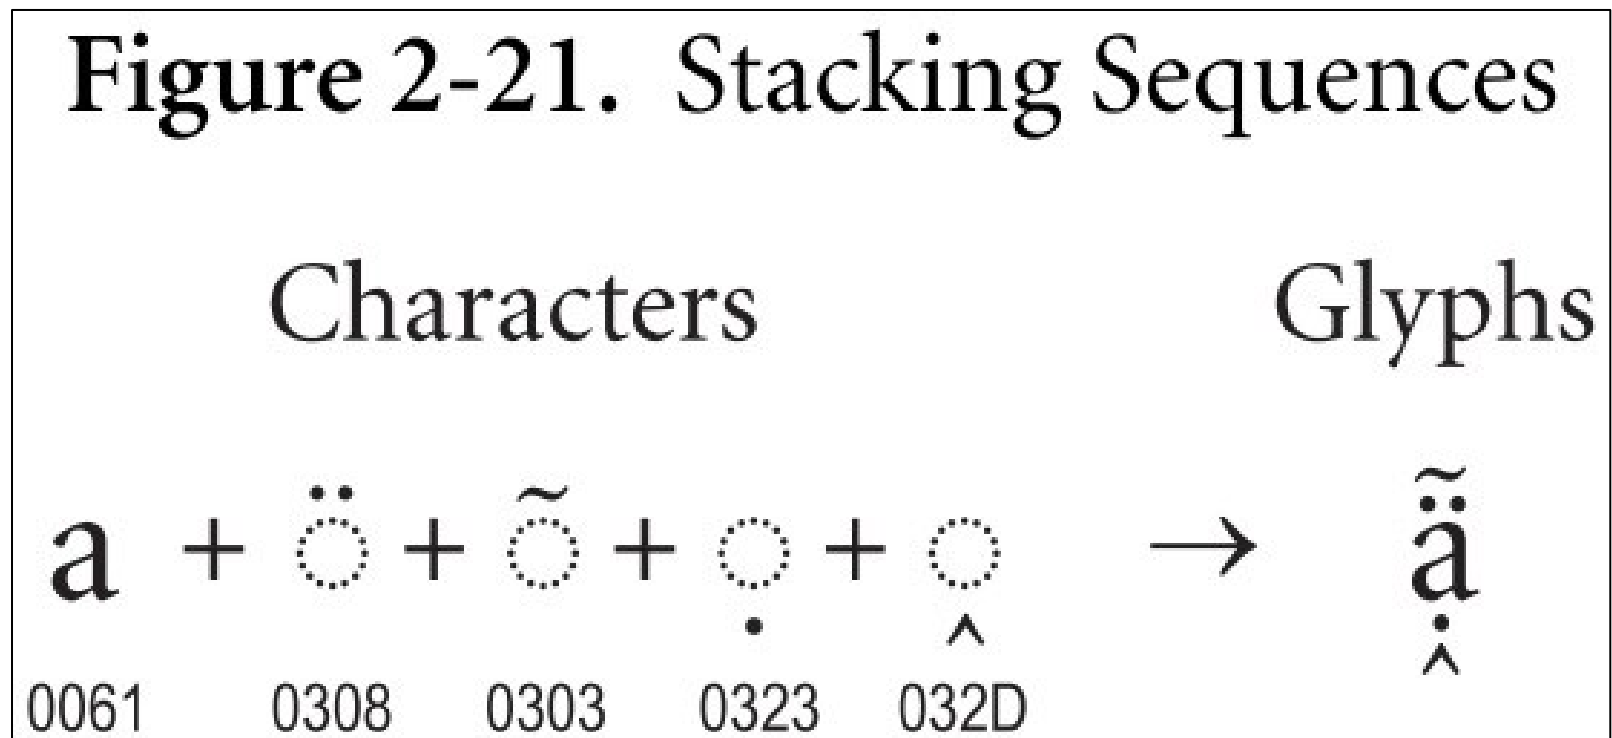 Figure 2-21. Stacking Sequences
Characters Glyphs
a + ◌̈ + ◌̃ + ◌̣ + ◌̭ → ạ̭̈̃
0061 0308 0303 0323 032D